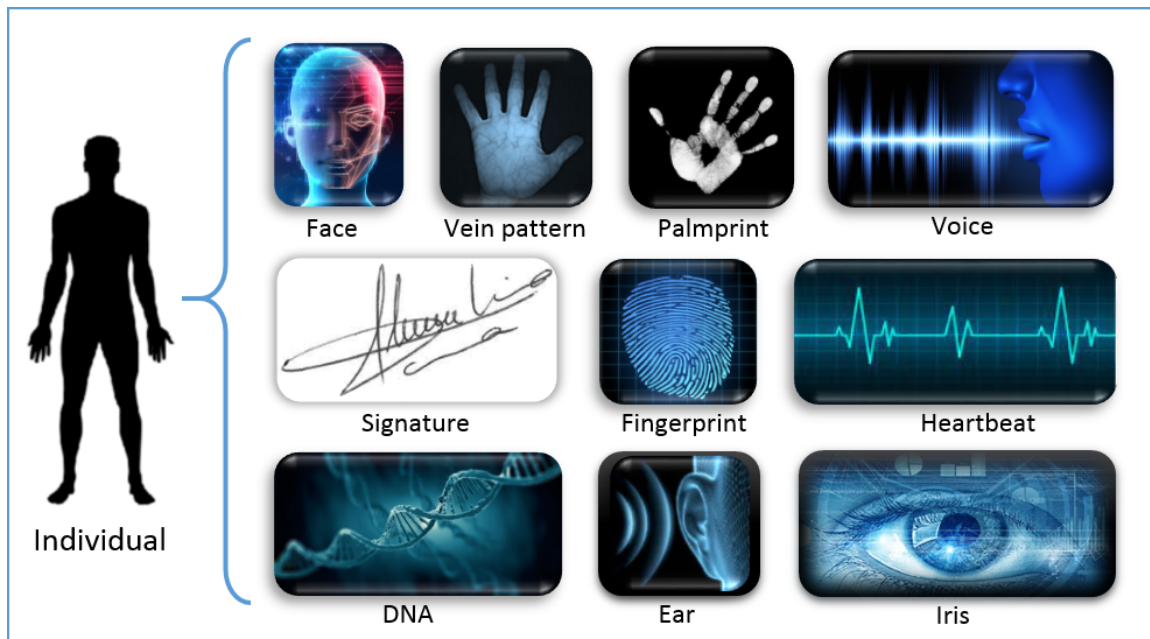 Face
Vein pattern
Palmprint
Voice
Signature
Fingerprint
Heartbeat
Individual
DNA
Ear
Iris